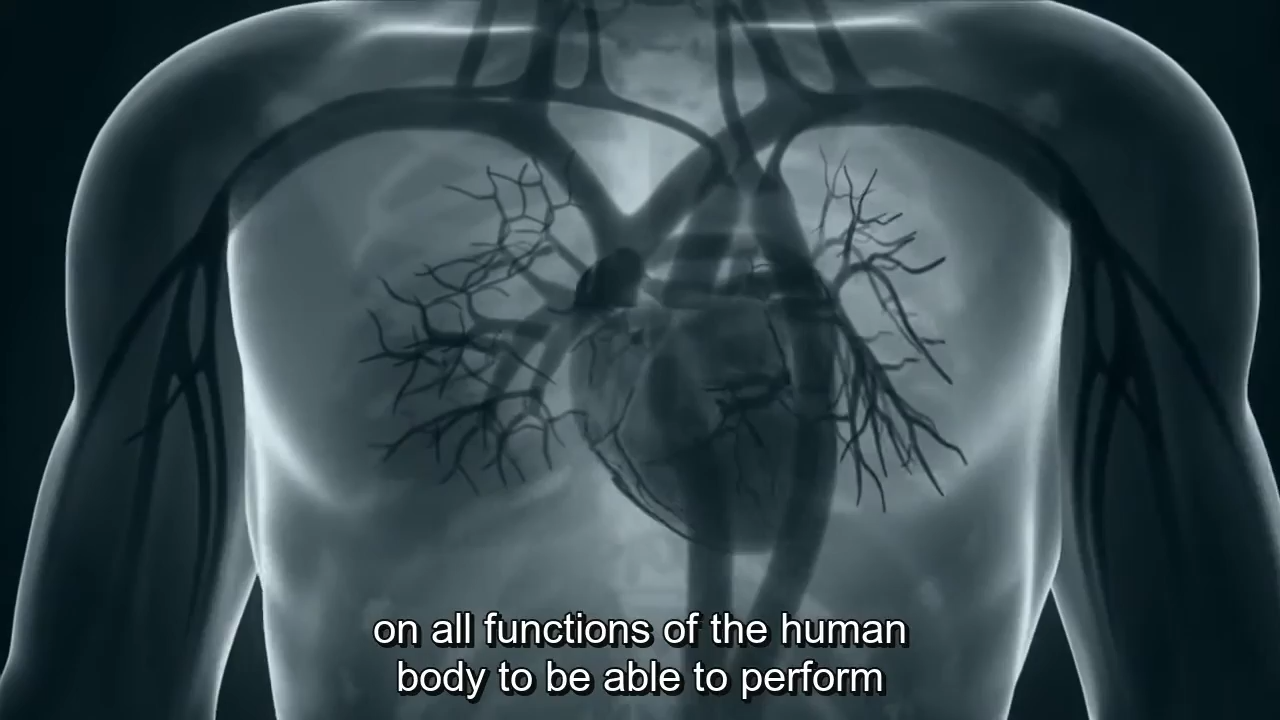 on all functions of the human
body to be able to perform